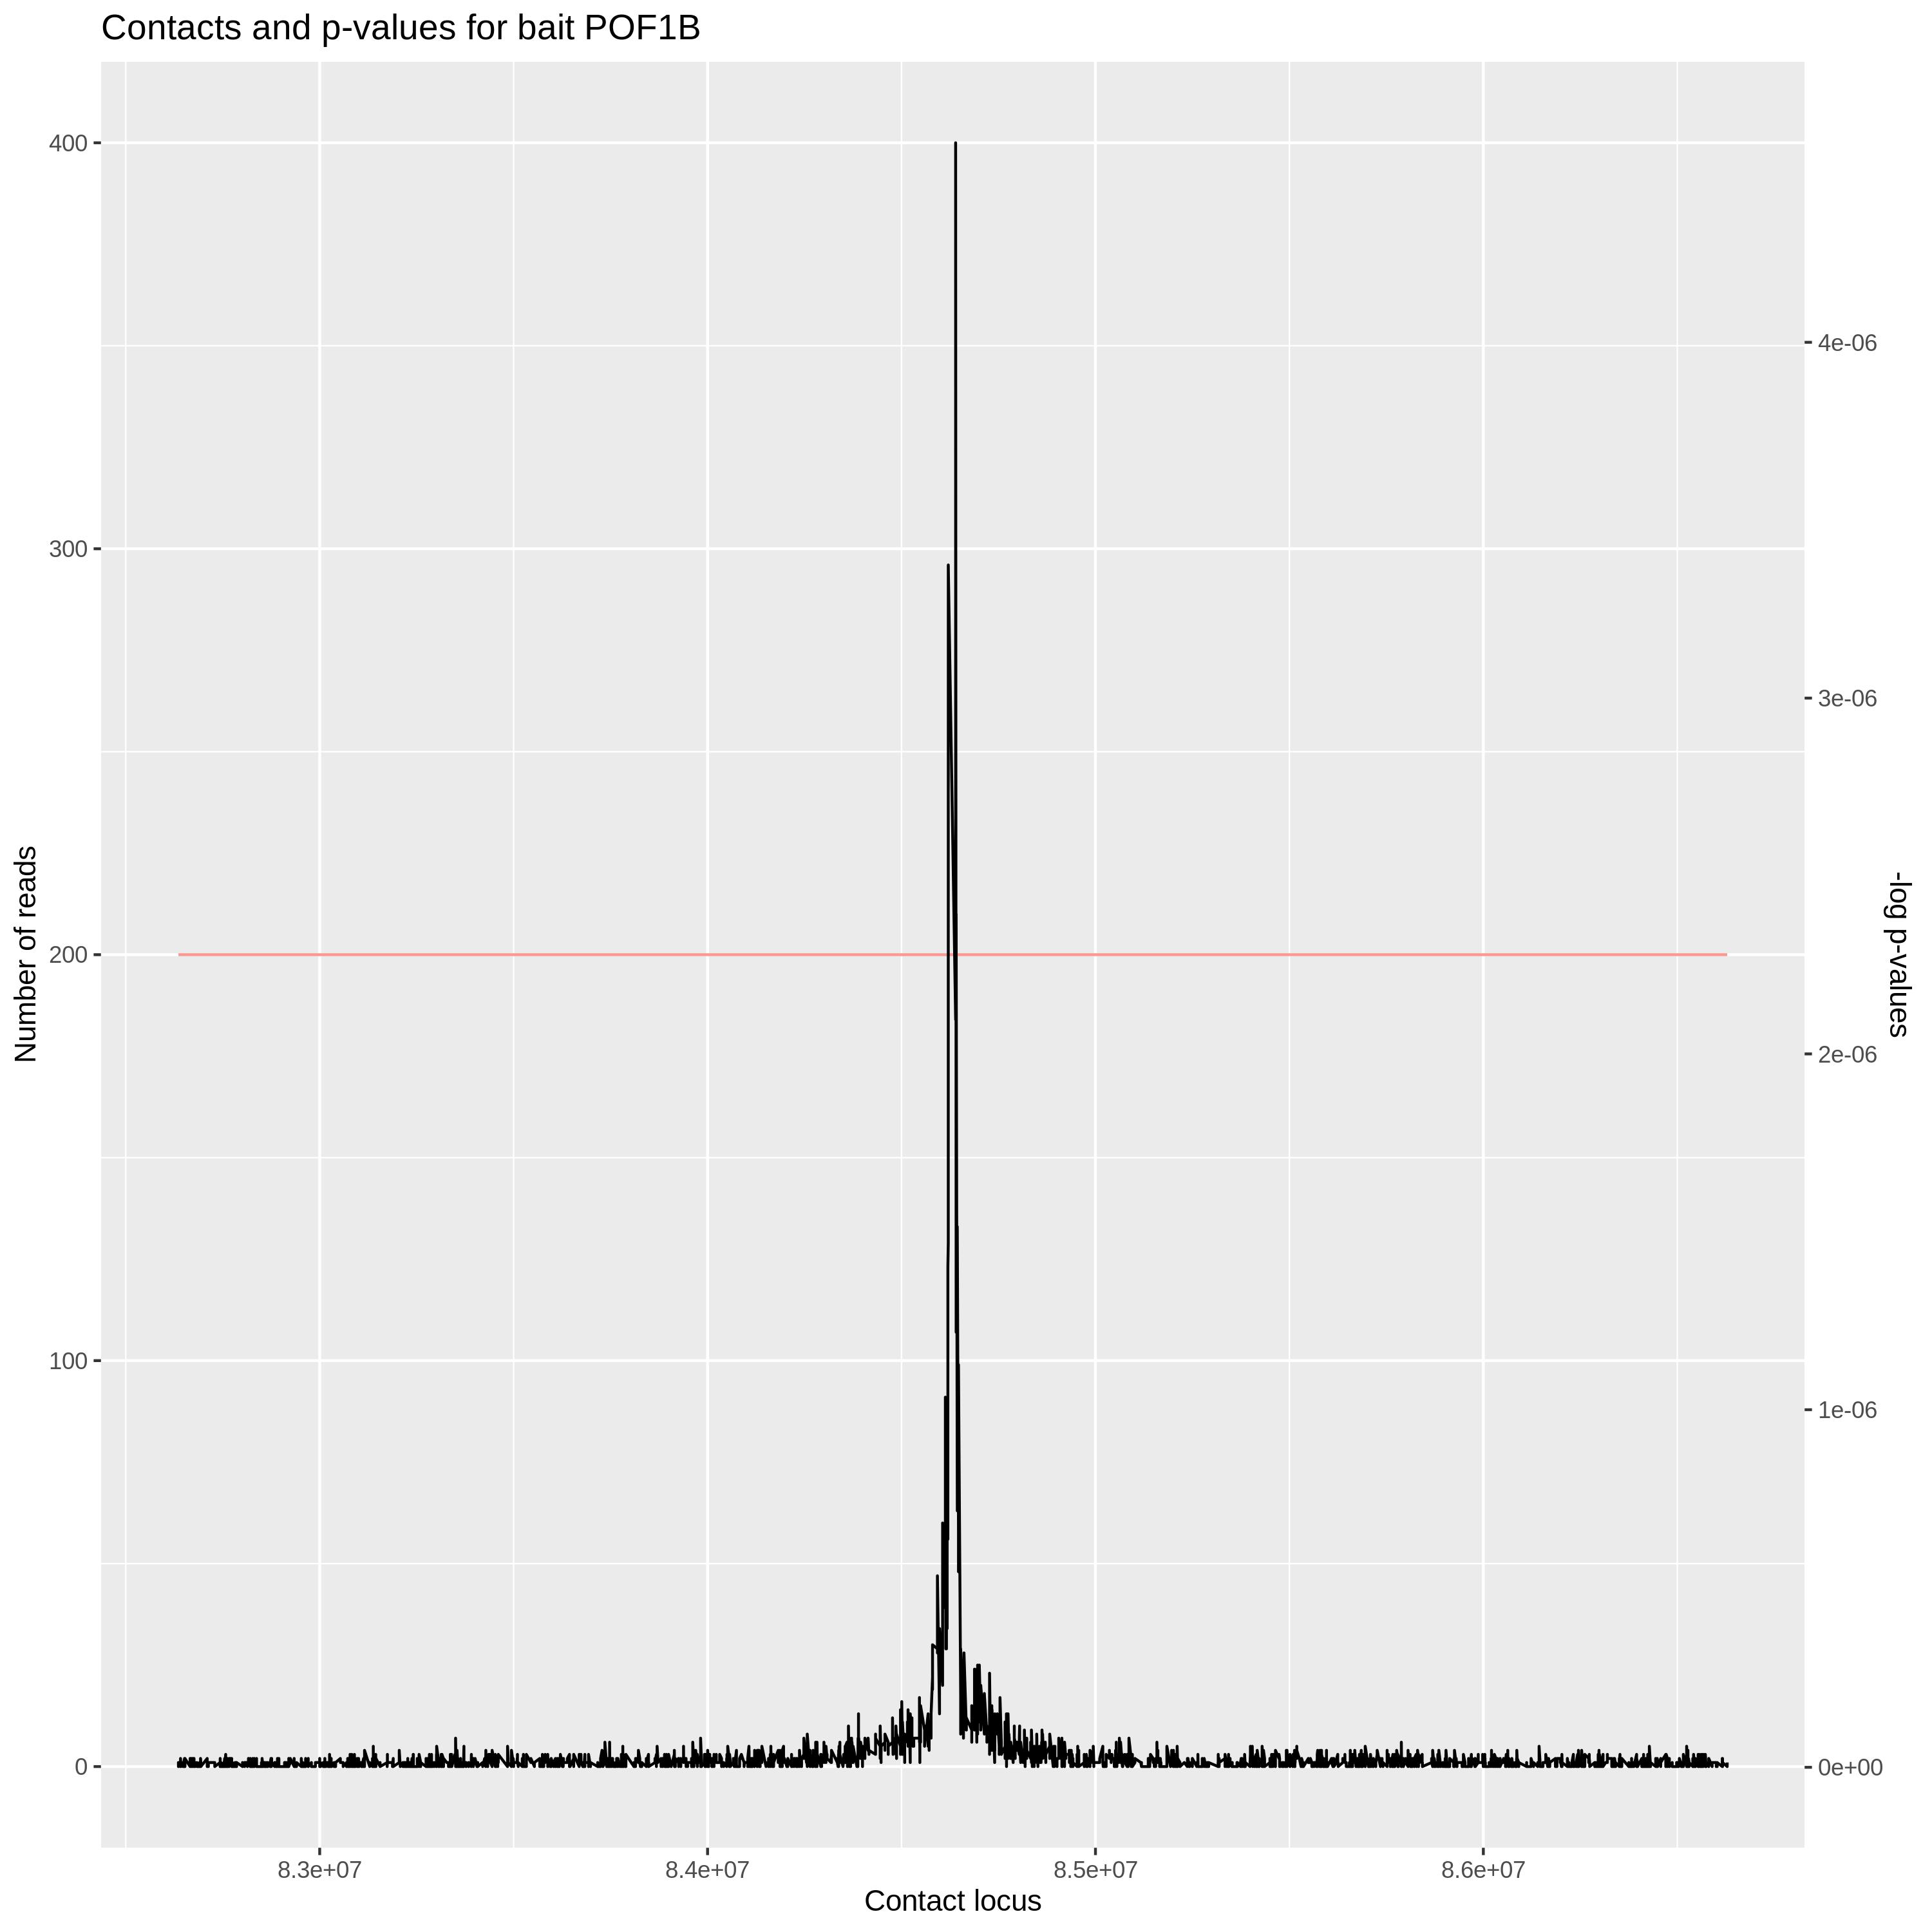 Contacts and p-values for bait POF1B
400
300
200
100
0
Number of reads
4e-06
3e-06
2e-06
1e-06
0e+00
-log p-values
8.3e+07
8.4e+07
8.5e+07
8.6e+07
Contact locus